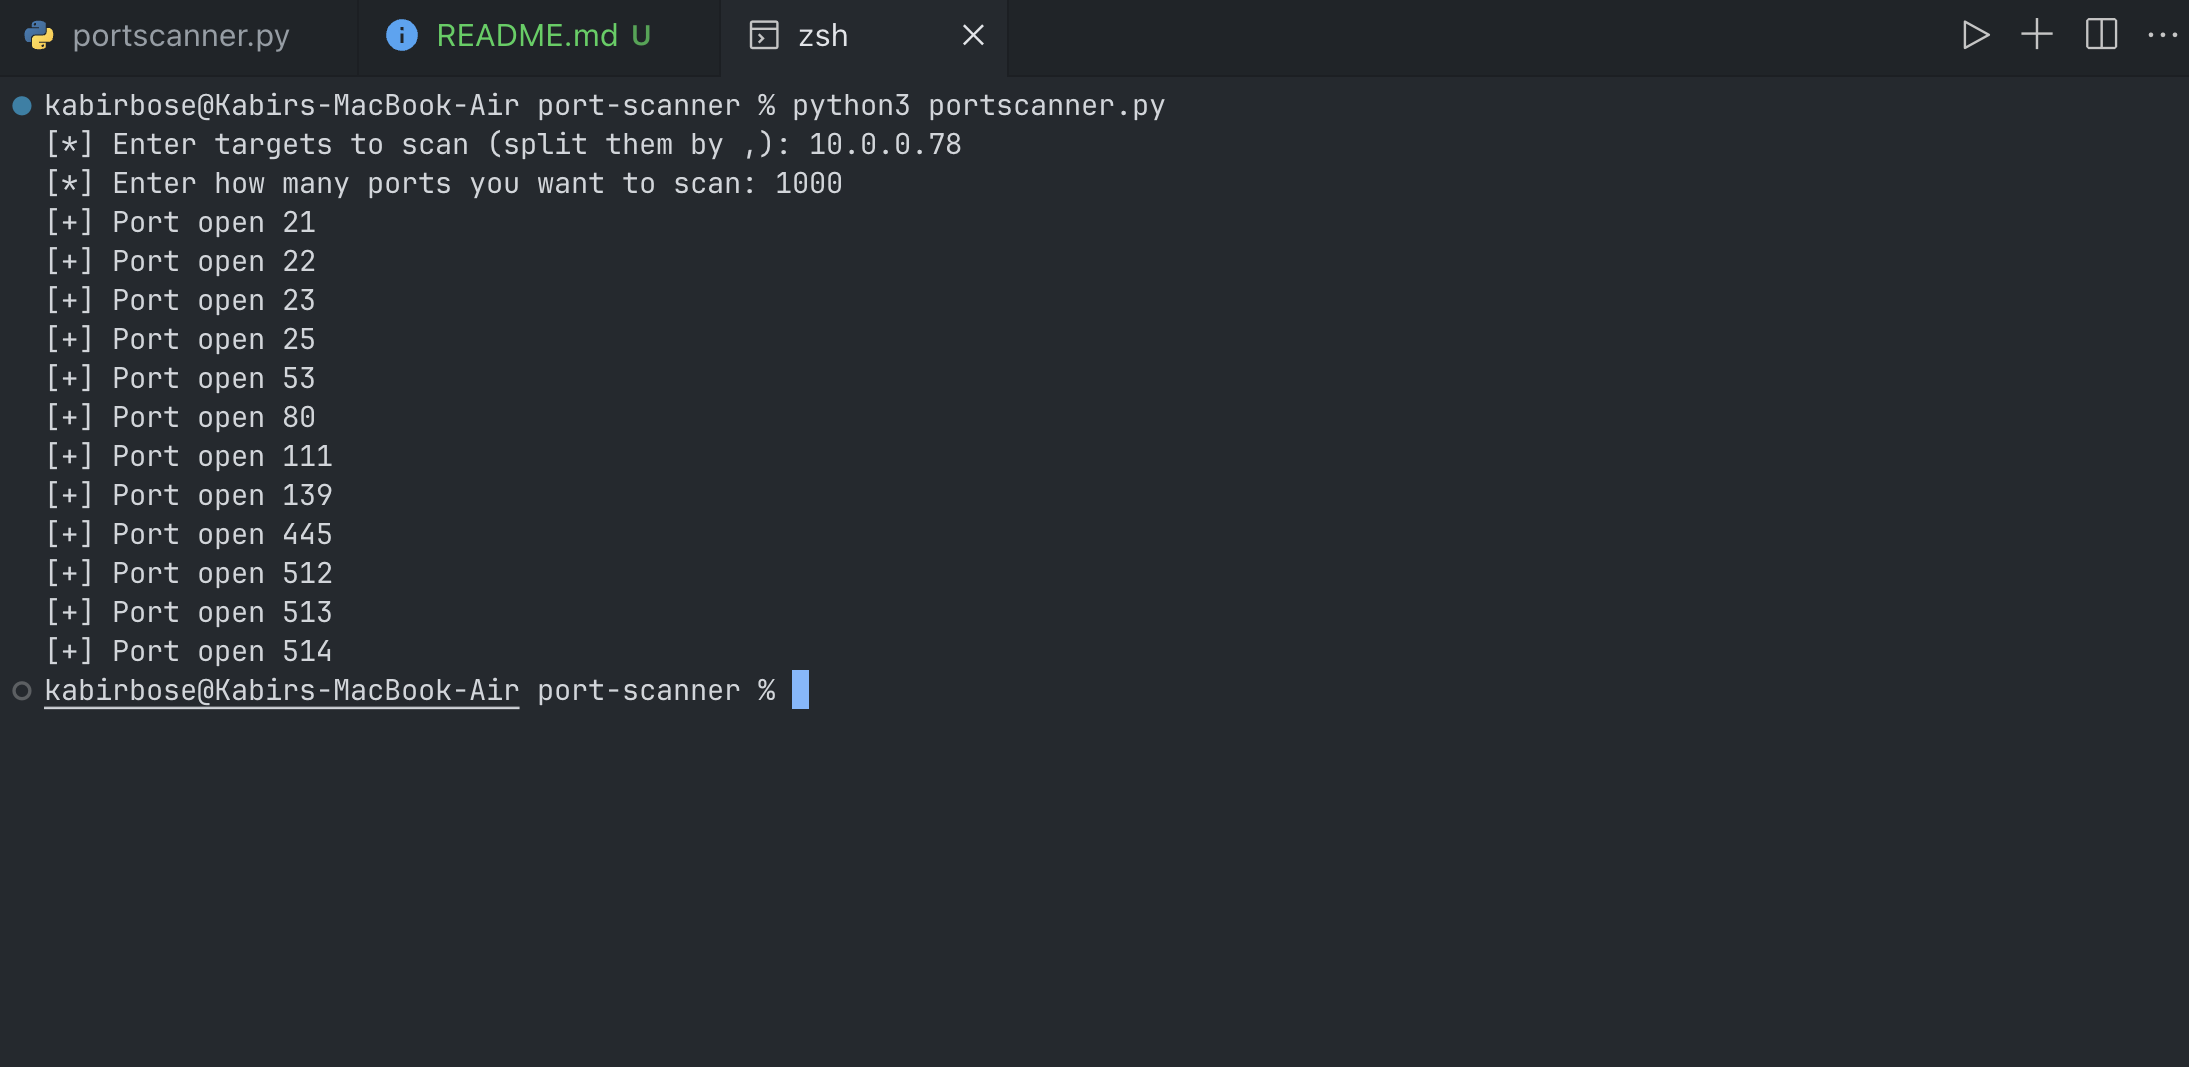 portscanner.py README.md U zsh
kabirbose@Kabirs-MacBook-Air port-scanner % python3 portscanner.py
[*] Enter targets to scan (split them by ,): 10.0.0.78
[*] Enter how many ports you want to scan: 1000
[+] Port open 21
[+] Port open 22
[+] Port open 23
[+] Port open 25
[+] Port open 53
[+] Port open 80
[+] Port open 111
[+] Port open 139
[+] Port open 445
[+] Port open 512
[+] Port open 513
[+] Port open 514
kabirbose@Kabirs-MacBook-Air port-scanner %